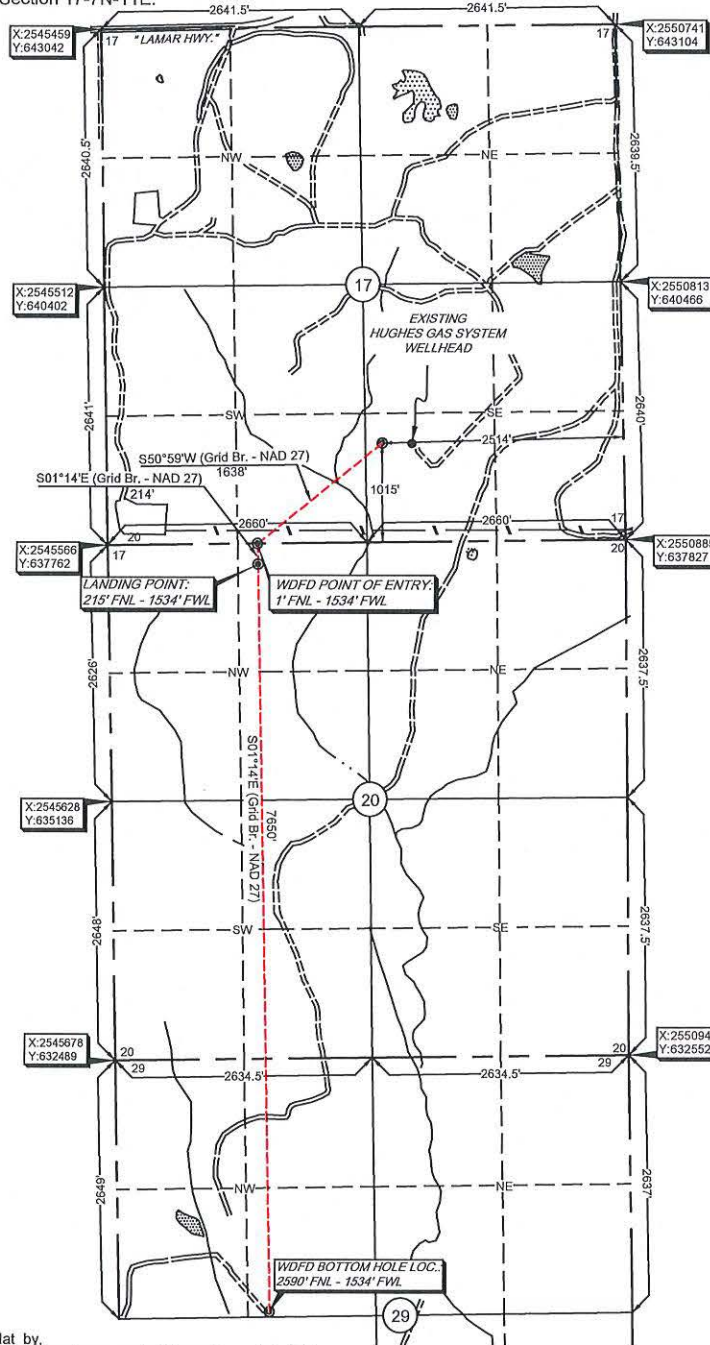 Section 17-7N-11E.
2641.5'
2641.5'
X:2545459
Y:643042
17
"LAMAR HWY."
17
X:2550741
Y:643104
2640.5'
NW
NE
2639.5'
X:2545512
Y:640402
17
X:2550813
Y:640466
EXISTING
HUGHES GAS SYSTEM
WELLHEAD
2641'
SW
SE
2640'
2514'
S50°59'W (Grid Br. - NAD 27)
1638'
S01°14'E (Grid Br. - NAD 27)
214'
1015'
2660'
2660'
20
17
17
20
X:2545566
Y:637762
X:255088
Y:637827
LANDING POINT:
215' FNL - 1534' FWL
WDFD POINT OF ENTRY:
1' FNL - 1534' FWL
2626'
NW
NE
2637.5'
S01°14'E (Grid Br. - NAD 27)
7650'
X:2545628
Y:635136
20
2648'
SW
SE
2637.5'
X:2545678
Y:632489
20
29
20
29
X:255094
Y:632552
2634.5'
2634.5'
2649'
NW
NE
2637'
WDFD BOTTOM HOLE LOC.:
2590' FNL - 1534' FWL
29
lat by,